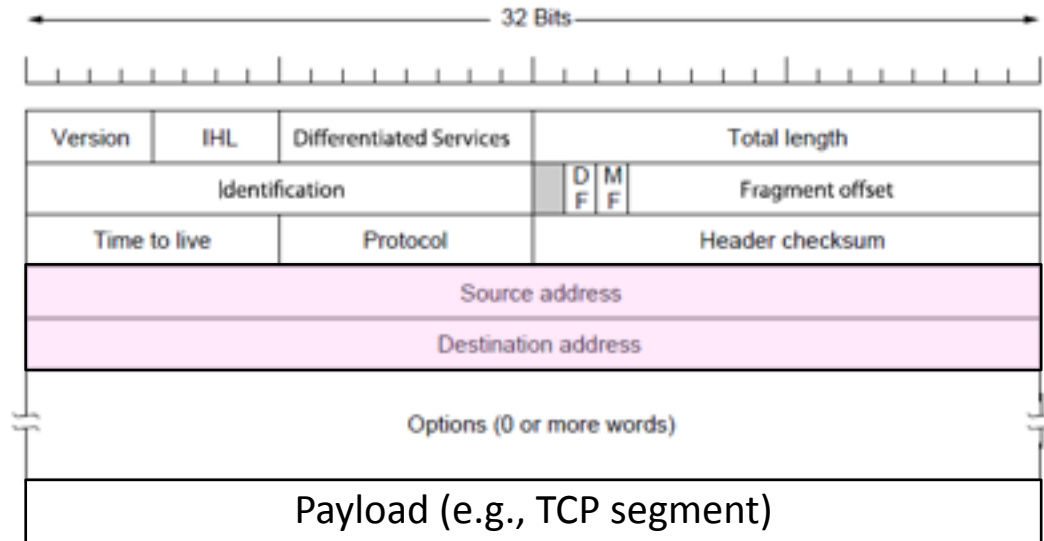 32 Bits
Version IHL Differentiated Services Total length
Identification D F M F Fragment offset
Time to live Protocol Header checksum
Source address
Destination address
Options (0 or more words)
Payload (e.g., TCP segment)